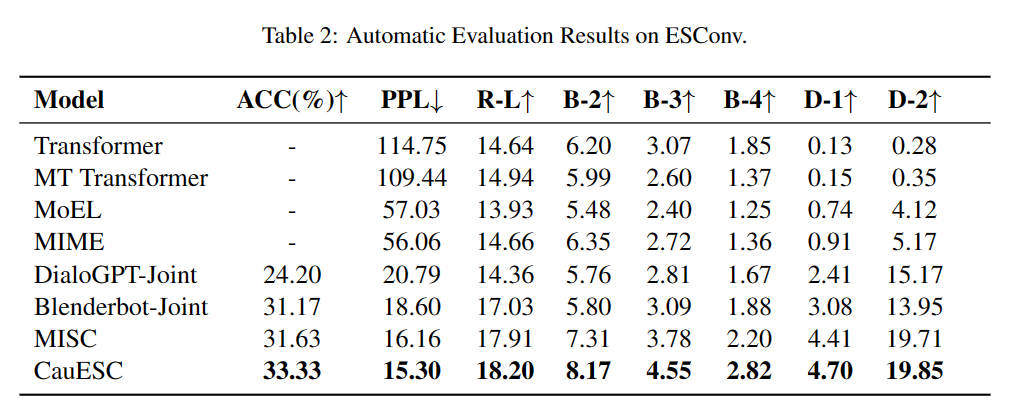 Table 2: Automatic Evaluation Results on ESConv.
Model ACC(%)↑ PPL↓ R-L↑ B-2↑ B-3↑ B-4↑ D-1↑ D-2↑
Transformer - 114.75 14.64 6.20 3.07 1.85 0.13 0.28
MT Transformer - 109.44 14.94 5.99 2.60 1.37 0.15 0.35
MoEL - 57.03 13.93 5.48 2.40 1.25 0.74 4.12
MIME - 56.06 14.66 6.35 2.72 1.36 0.91 5.17
DialoGPT-Joint 24.20 20.79 14.36 5.76 2.81 1.67 2.41 15.17
Blenderbot-Joint 31.17 18.60 17.03 5.80 3.09 1.88 3.08 13.95
MISC 31.63 16.16 17.91 7.31 3.78 2.20 4.41 19.71
CauESC 33.33 15.30 18.20 8.17 4.55 2.82 4.70 19.85